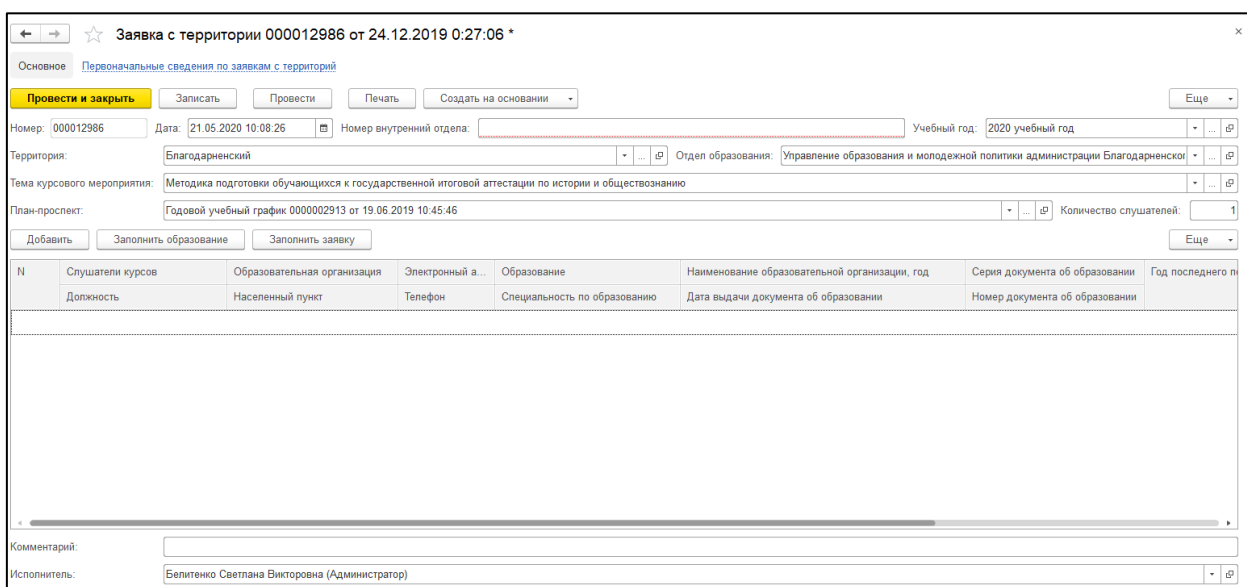 Заявка с территории 000012986 от 24.12.2019 0:27:06 *
Основное Первоначальные сведения по заявкам с территорий
Провести и закрыть Записать Провести Печать Создать на основании Еще
Номер: 000012986 Дата: 21.05.2020 10:08:26 Номер внутренний отдела: Учебный год: 2020 учебный год
Территория: Благодарненский Отдел образования: Управление образования и молодежной политики администрации Благодарненског
Тема курсового мероприятия: Методика подготовки обучающихся к государственной итоговой аттестации по истории и обществознанию
План-проспект: Годовой учебный график 0000002913 от 19.06.2019 10:45:46 Количество слушателей: 1
Добавить Заполнить образование Заполнить заявку Еще
N Слушатели курсов Образовательная организация Электронный а... Образование Наименование образовательной организации, год Серия документа об образовании Год последнего п
Должность Населенный пункт Телефон Специальность по образованию Дата выдачи документа об образовании Номер документа об образовании
Комментарий:
Исполнитель: Белитенко Светлана Викторовна (Администратор)